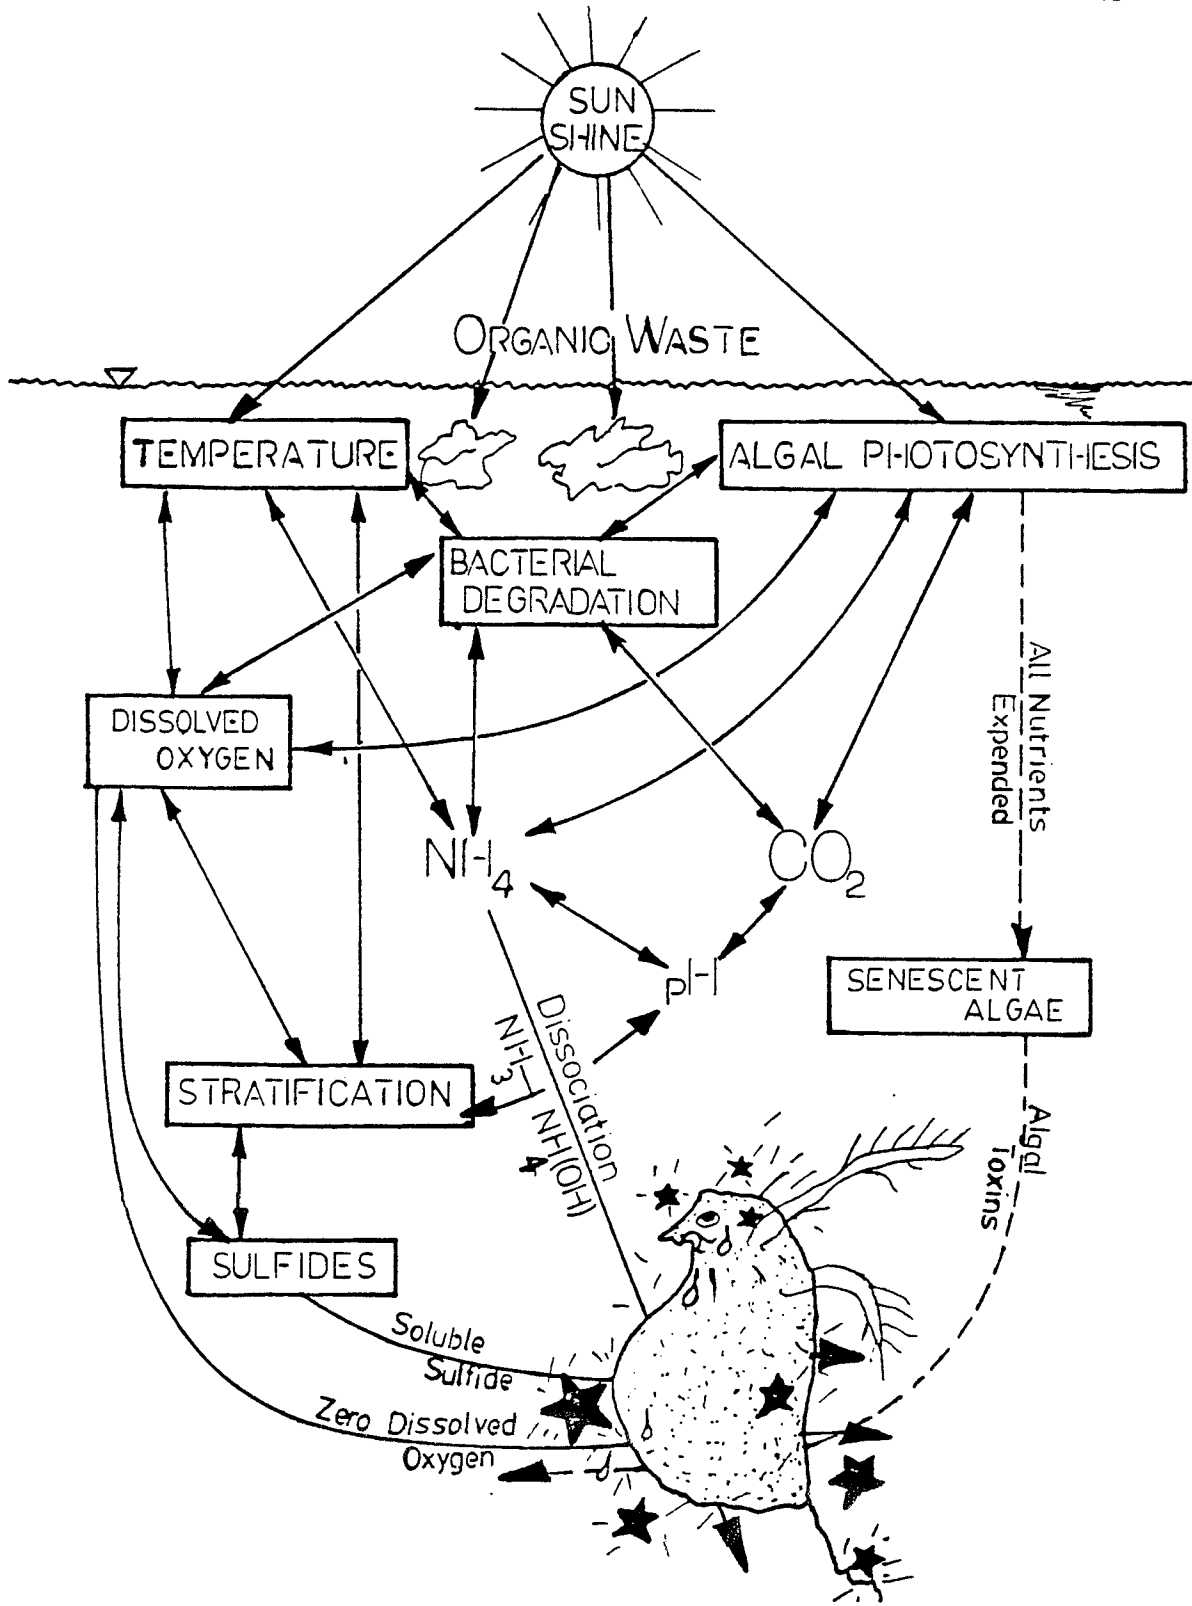 SUN
SHINE
ORGANIC WASTE
TEMPERATURE
ALGAL PHOTOSYNTHESIS
BACTERIAL
DEGRADATION
All Nutrients
Expended
DISSOLVED
OXYGEN
NH4
CO2
pH
SENESCENT
ALGAE
Dissociation
NH3 — NH4(OH)
STRATIFICATION
Algal
Toxins
SULFIDES
Soluble
Sulfide
Zero Dissolved
Oxygen